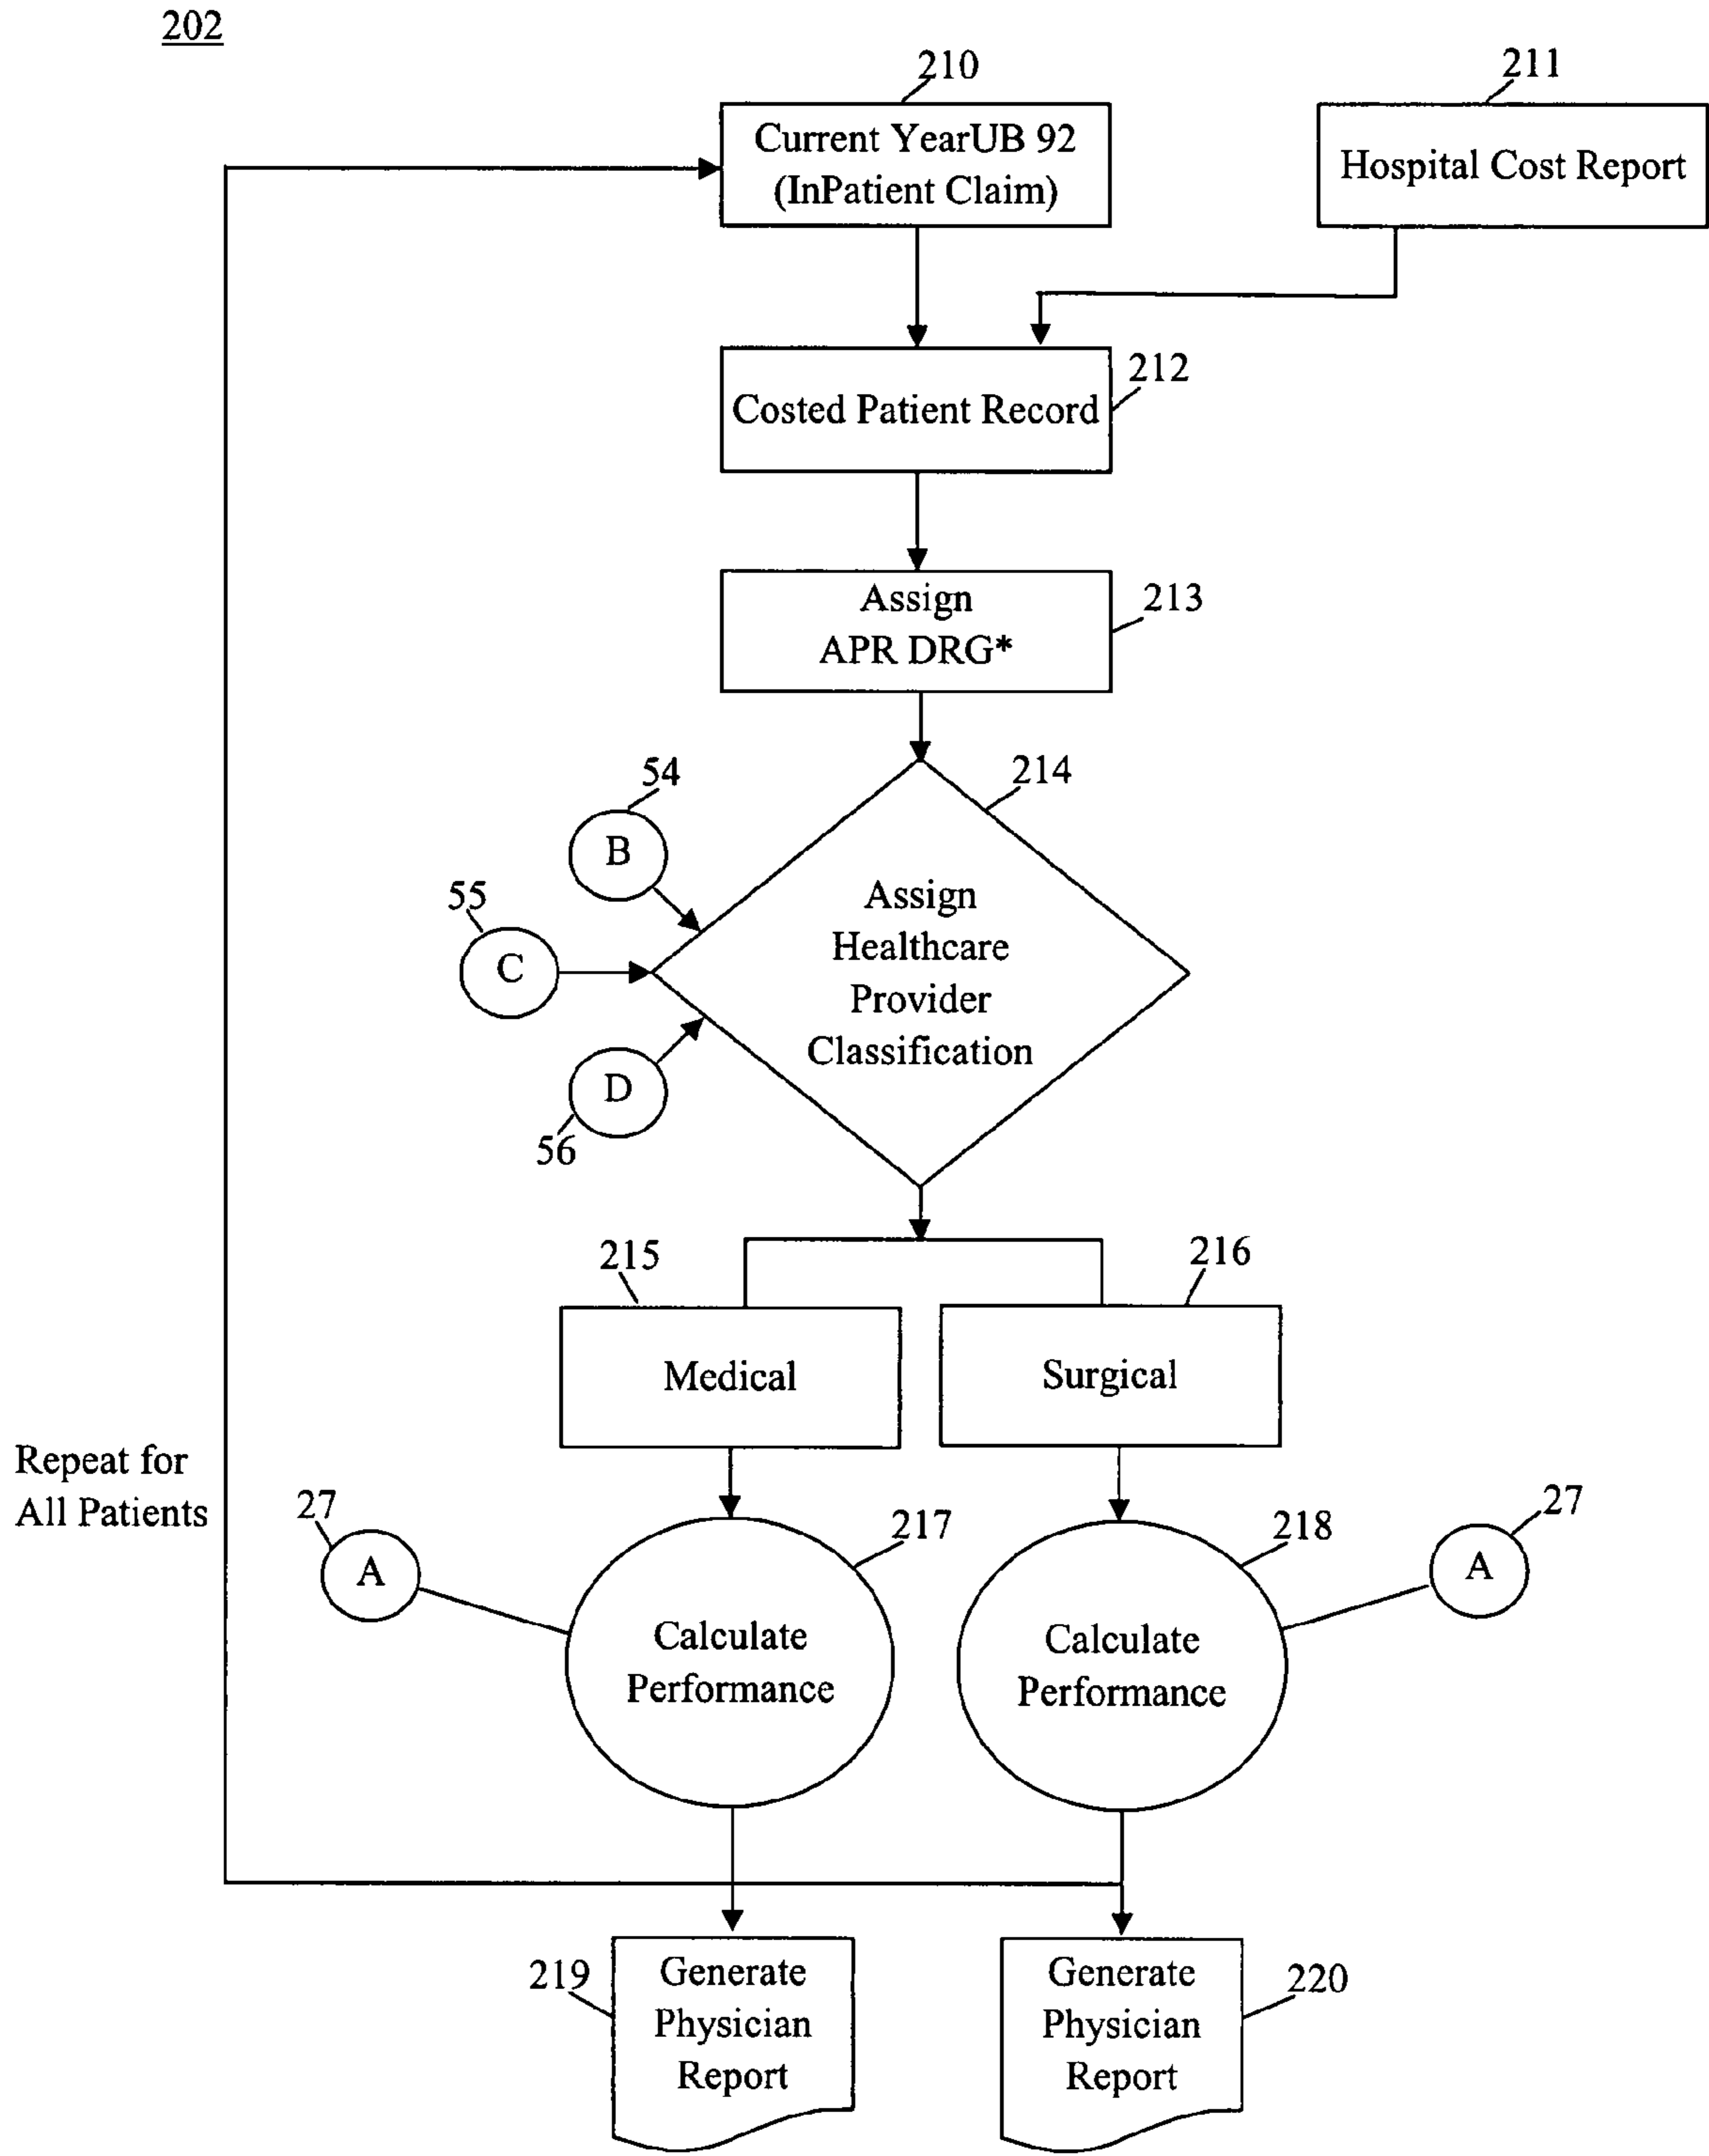 202
210
211
Current YearUB 92
(InPatient Claim)
Hospital Cost Report
212
Costed Patient Record
213
Assign
APR DRG*
214
54
B
55
C
D
56
Assign
Healthcare
Provider
Classification
215
216
Medical
Surgical
Repeat for
All Patients
27
A
217
218
27
A
Calculate
Performance
Calculate
Performance
219
Generate
Physician
Report
Generate
Physician
Report
220